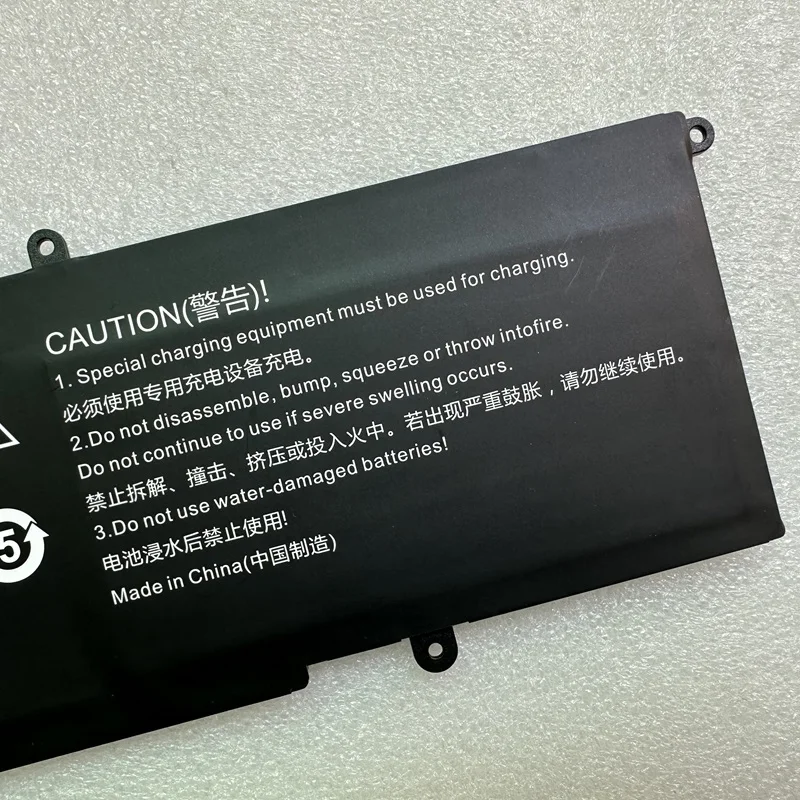 CAUTION(警告)!
1. Special charging equipment must be used for charging.
必须使用专用充电设备充电。
2.Do not disassemble, bump, squeeze or throw intofire.
Do not continue to use if severe swelling occurs.
禁止拆解、撞击、挤压或投入火中。若出现严重鼓胀，请勿继续使用。
3.Do not use water-damaged batteries!
电池浸水后禁止使用!
Made in China(中国制造)
5